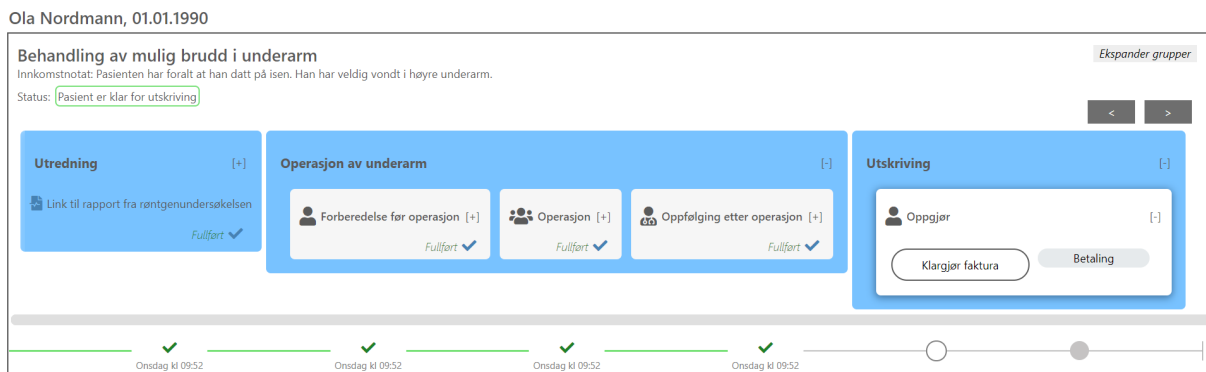 Ola Nordmann, 01.01.1990
Behandling av mulig brudd i underarm
Ekspander grupper
Innkomstnotat: Pasienten har foralt at han datt på isen. Han har veldig vondt i høyre underarm.
Status: Pasient er klar for utskriving
< >
Utredning [+]
Link til rapport fra røntgenundersøkelsen
Fullført
Operasjon av underarm [-]
Forberedelse før operasjon [+]
Fullført
Operasjon [+]
Fullført
Oppfølging etter operasjon [+]
Fullført
Utskriving [-]
Oppgjør [-]
Klargjør faktura
Betaling
Onsdag kl 09:52
Onsdag kl 09:52
Onsdag kl 09:52
Onsdag kl 09:52